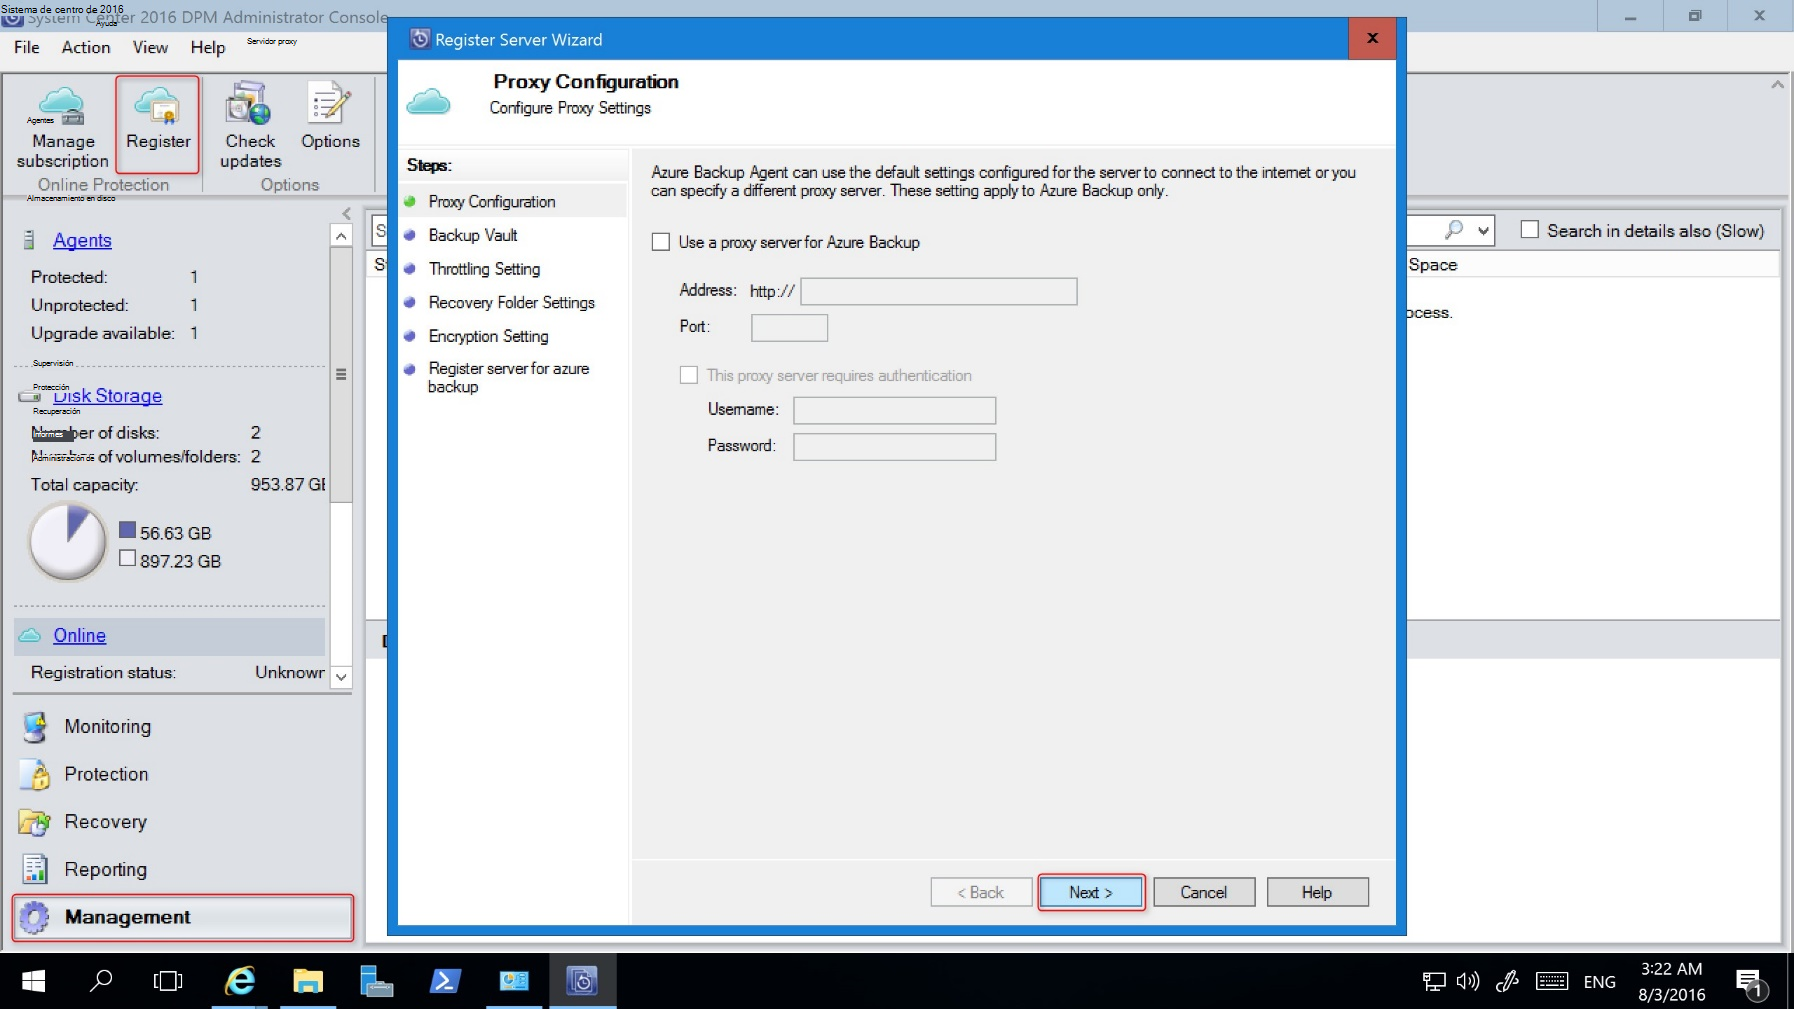 Sistema de centro de 2016
System Center 2016 DPM Administrator Console
Ayuda
File Action View Help
Servidor proxy
Agentes
Manage subscription
Register
Check updates
Options
Online Protection
Options
Almacenamiento en disco
Agents
Protected: 1
Unprotected: 1
Upgrade available: 1
Supervisión
Protección
Disk Storage
Recuperación
Informes
Number of disks: 2
Administración de
Number of volumes/folders: 2
Total capacity: 953.87 GB
56.63 GB
897.23 GB
Online
Registration status: Unknown
Monitoring
Protection
Recovery
Reporting
Management
Register Server Wizard
x
Proxy Configuration
Configure Proxy Settings
Steps:
Proxy Configuration
Backup Vault
Throttling Setting
Recovery Folder Settings
Encryption Setting
Register server for azure
backup
Azure Backup Agent can use the default settings configured for the server to connect to the internet or you
can specify a different proxy server. These setting apply to Azure Backup only.
Use a proxy server for Azure Backup
Address: http://
Port:
This proxy server requires authentication
Username:
Password:
< Back
Next >
Cancel
Help
Search in details also (Slow)
Space
ocess.
ENG
3:22 AM
8/3/2016
1